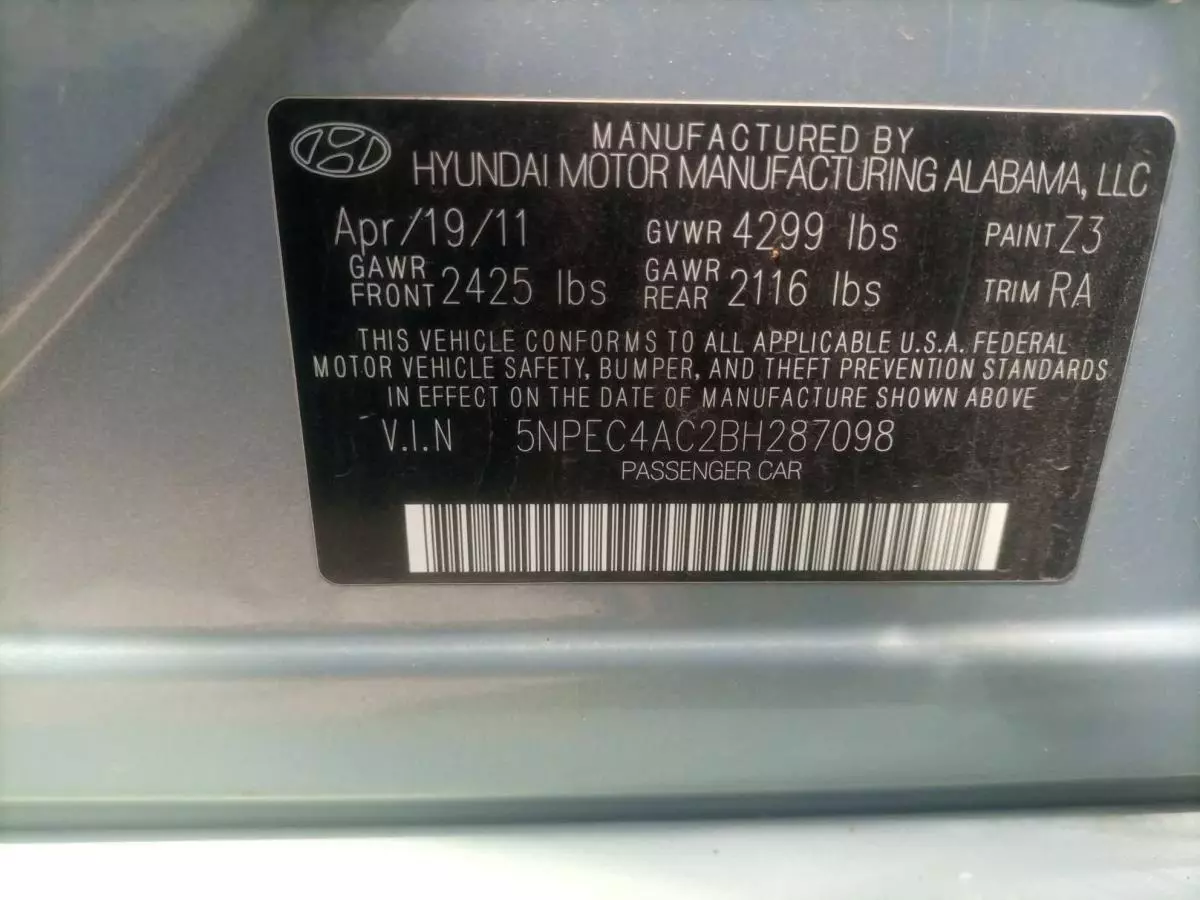 MANUFACTURED BY
HYUNDAI MOTOR MANUFACTURING ALABAMA, LLC
Apr/19/11 GVWR 4299 lbs PAINT Z3
GAWR FRONT 2425 lbs GAWR REAR 2116 lbs TRIM RA
THIS VEHICLE CONFORMS TO ALL APPLICABLE U.S.A. FEDERAL
MOTOR VEHICLE SAFETY, BUMPER, AND THEFT PREVENTION STANDARDS
IN EFFECT ON THE DATE OF MANUFACTURE SHOWN ABOVE
V.I.N 5NPEC4AC2BH287098
PASSENGER CAR